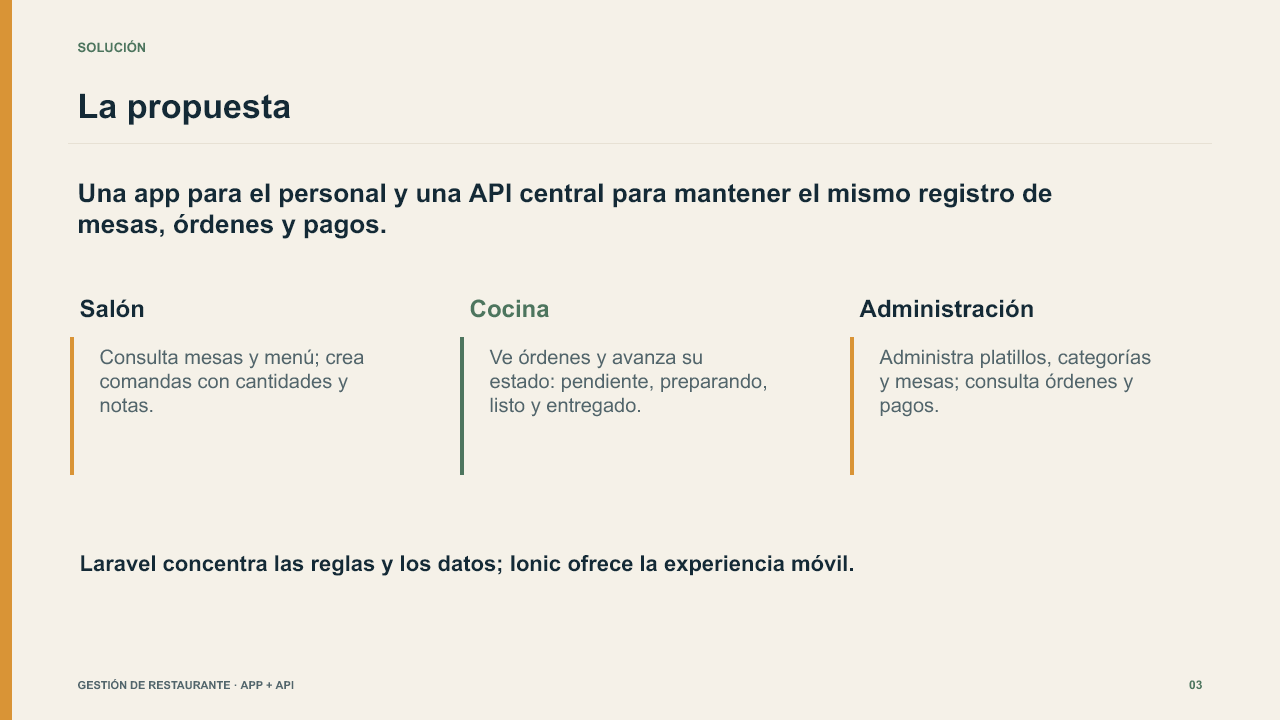 SOLUCIÓN
La propuesta
Una app para el personal y una API central para mantener el mismo registro de
mesas, órdenes y pagos.
Salón
Consulta mesas y menú; crea
comandas con cantidades y
notas.
Cocina
Ve órdenes y avanza su
estado: pendiente, preparando,
listo y entregado.
Administración
Administra platillos, categorías
y mesas; consulta órdenes y
pagos.
Laravel concentra las reglas y los datos; Ionic ofrece la experiencia móvil.
GESTIÓN DE RESTAURANTE · APP + API
03